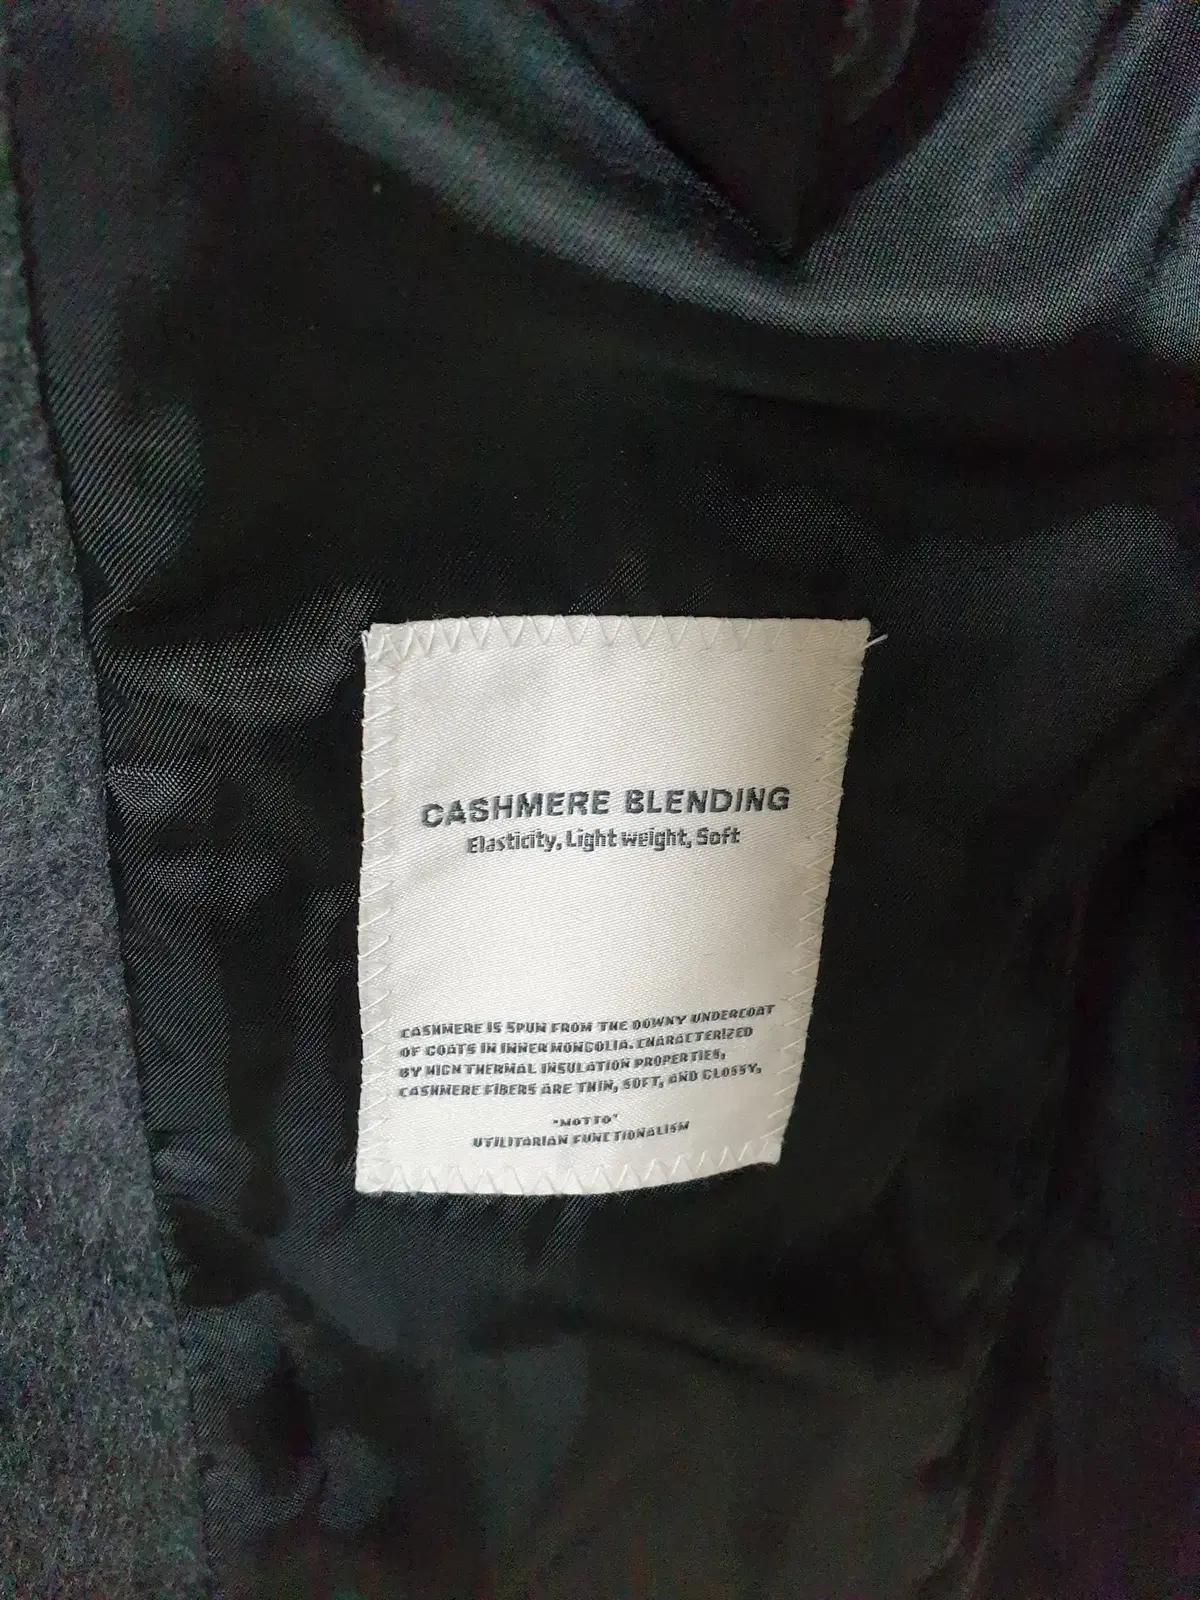 CASHMERE BLENDING
Elasticity, Light weight, Soft
CASHMERE IS SPUN FROM THE DOWNY UNDERCOAT
OF GOATS IN INNER MONGOLIA. CHARACTERIZED
BY HIGH THERMAL INSULATION PROPERTIES,
CASHMERE FIBERS ARE THIN, SOFT, AND GLOSSY.
"MOTTO"
UTILITARIAN FUNCTIONALISM